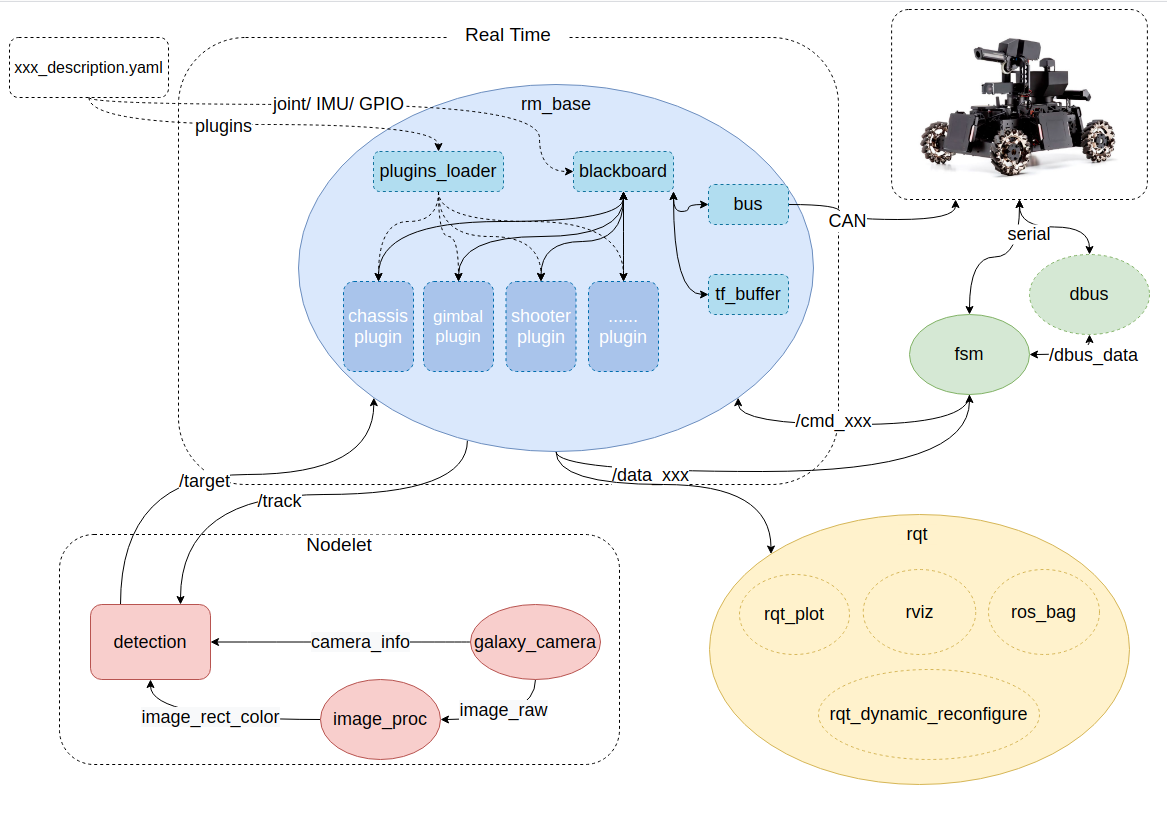 Real Time
xxx_description.yaml
joint/ IMU/ GPIO
rm_base
plugins
plugins_loader
blackboard
bus
CAN
serial
tf_buffer
dbus
chassis
plugin
gimbal
plugin
shooter
plugin
......
plugin
fsm
/dbus_data
/cmd_xxx
/data_xxx
/target
/track
Nodelet
rqt
detection
camera_info
galaxy_camera
rqt_plot
rviz
ros_bag
image_rect_color
image_proc
image_raw
rqt_dynamic_reconfigure